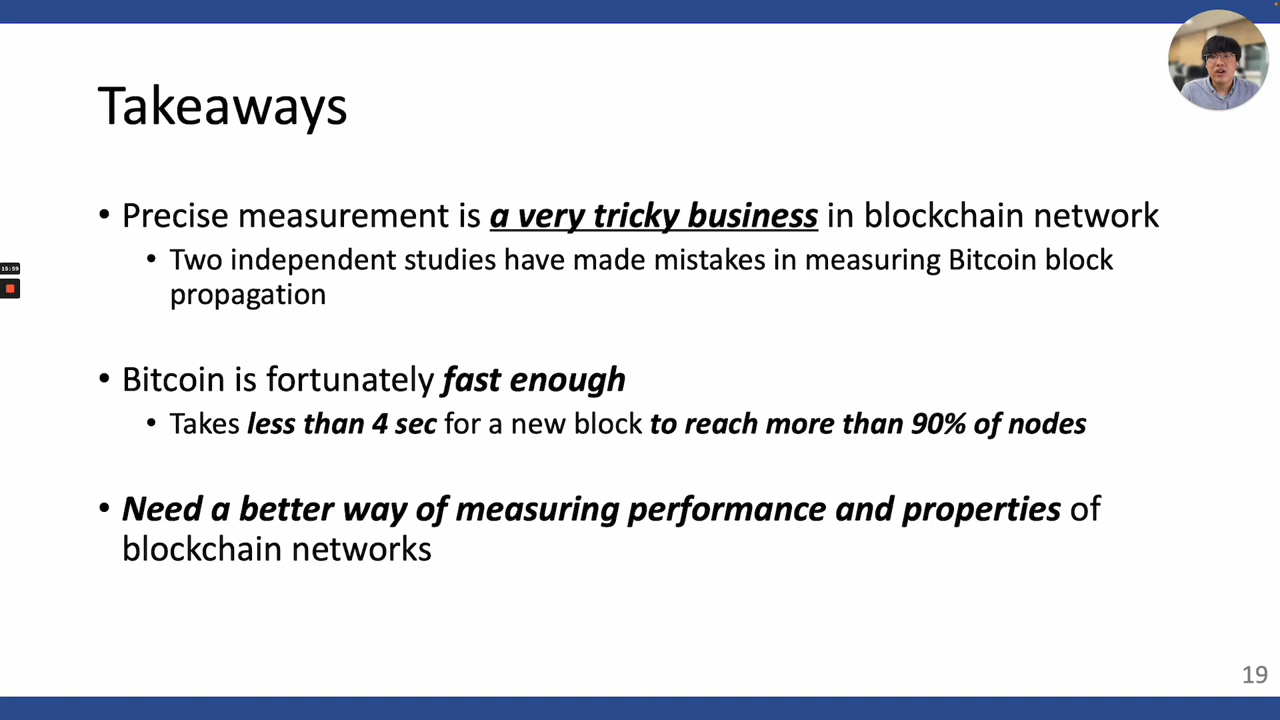 Takeaways
• Precise measurement is a very tricky business in blockchain network
• Two independent studies have made mistakes in measuring Bitcoin block
propagation
15:59
• Bitcoin is fortunately fast enough
• Takes less than 4 sec for a new block to reach more than 90% of nodes
• Need a better way of measuring performance and properties of
blockchain networks
19